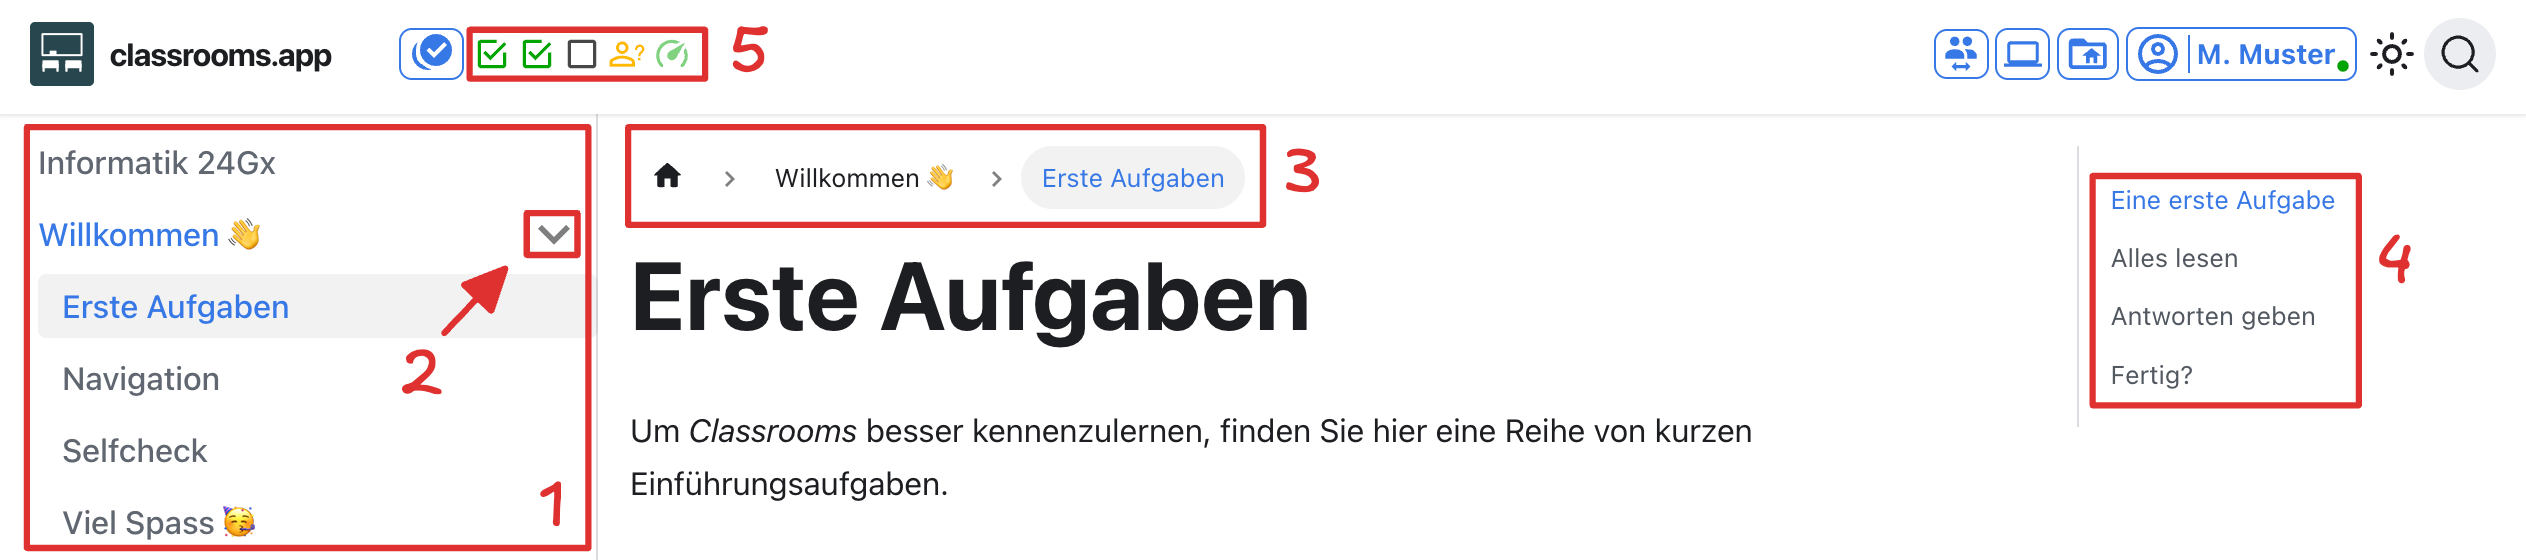 classrooms.app
5
M. Muster
Informatik 24Gx
Willkommen 👋
Erste Aufgaben
Navigation
Selfcheck
Viel Spass 🥳
2
1
Willkommen 👋 > Erste Aufgaben
3
Erste Aufgaben
Um Classrooms besser kennenzulernen, finden Sie hier eine Reihe von kurzen
Einführungsaufgaben.
Eine erste Aufgabe
Alles lesen
Antworten geben
Fertig?
4